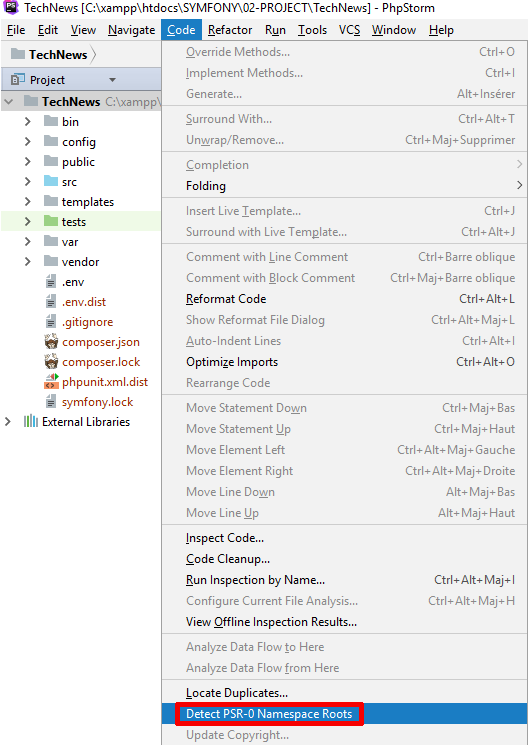 TechNews [C:\xampp\htdocs\SYMFONY\02-PROJECT\TechNews] - PhpStorm
File Edit View Navigate Code Refactor Run Tools VCS Window Help
TechNews
Project
TechNews C:\xampp\
bin
config
public
src
templates
tests
var
vendor
.env
.env.dist
.gitignore
composer.json
composer.lock
phpunit.xml.dist
symfony.lock
External Libraries
Override Methods... Ctrl+O
Implement Methods... Ctrl+I
Generate... Alt+Insérer
Surround With... Ctrl+Alt+T
Unwrap/Remove... Ctrl+Maj+Supprimer
Completion
Folding
Insert Live Template... Ctrl+J
Surround with Live Template... Ctrl+Alt+J
Comment with Line Comment Ctrl+Barre oblique
Comment with Block Comment Ctrl+Maj+Barre oblique
Reformat Code Ctrl+Alt+L
Show Reformat File Dialog Ctrl+Alt+Maj+L
Auto-Indent Lines Ctrl+Alt+I
Optimize Imports Ctrl+Alt+O
Rearrange Code
Move Statement Down Ctrl+Maj+Bas
Move Statement Up Ctrl+Maj+Haut
Move Element Left Ctrl+Alt+Maj+Gauche
Move Element Right Ctrl+Alt+Maj+Droite
Move Line Down Alt+Maj+Bas
Move Line Up Alt+Maj+Haut
Inspect Code...
Code Cleanup...
Run Inspection by Name... Ctrl+Alt+Maj+I
Configure Current File Analysis... Ctrl+Alt+Maj+H
View Offline Inspection Results...
Analyze Data Flow to Here
Analyze Data Flow from Here
Locate Duplicates...
Detect PSR-0 Namespace Roots
Update Copyright...